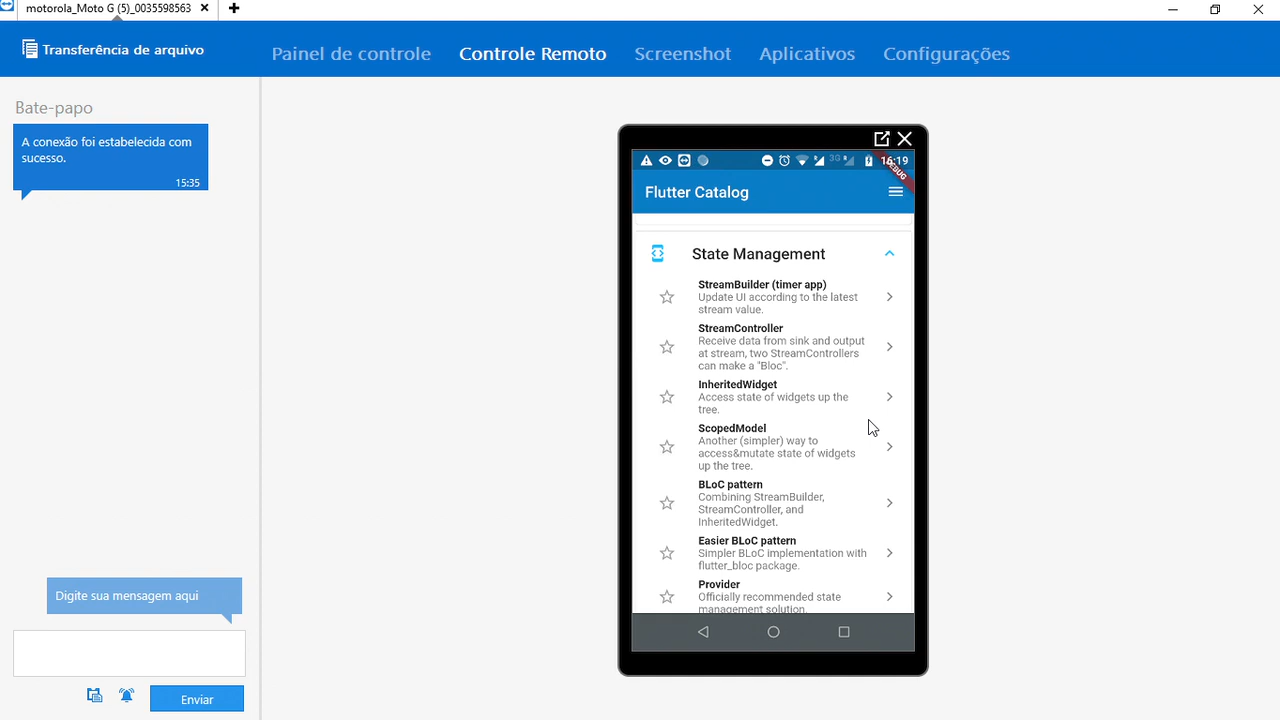 motorola_Moto G (5)_0035598563
Transferência de arquivo
Painel de controle
Controle Remoto
Screenshot
Aplicativos
Configurações
Bate-papo
A conexão foi estabelecida com
sucesso.
15:35
3G
16:19
DEBUG
Flutter Catalog
State Management
StreamBuilder (timer app)
Update UI according to the latest
stream value.
StreamController
Receive data from sink and output
at stream, two StreamControllers
can make a "Bloc".
InheritedWidget
Access state of widgets up the
tree.
ScopedModel
Another (simpler) way to
access&mutate state of widgets
up the tree.
BLoC pattern
Combining StreamBuilder,
StreamController, and
InheritedWidget.
Easier BLoC pattern
Simpler BLoC implementation with
flutter_bloc package.
Provider
Officially recommended state
management solution.
Digite sua mensagem aqui
Enviar